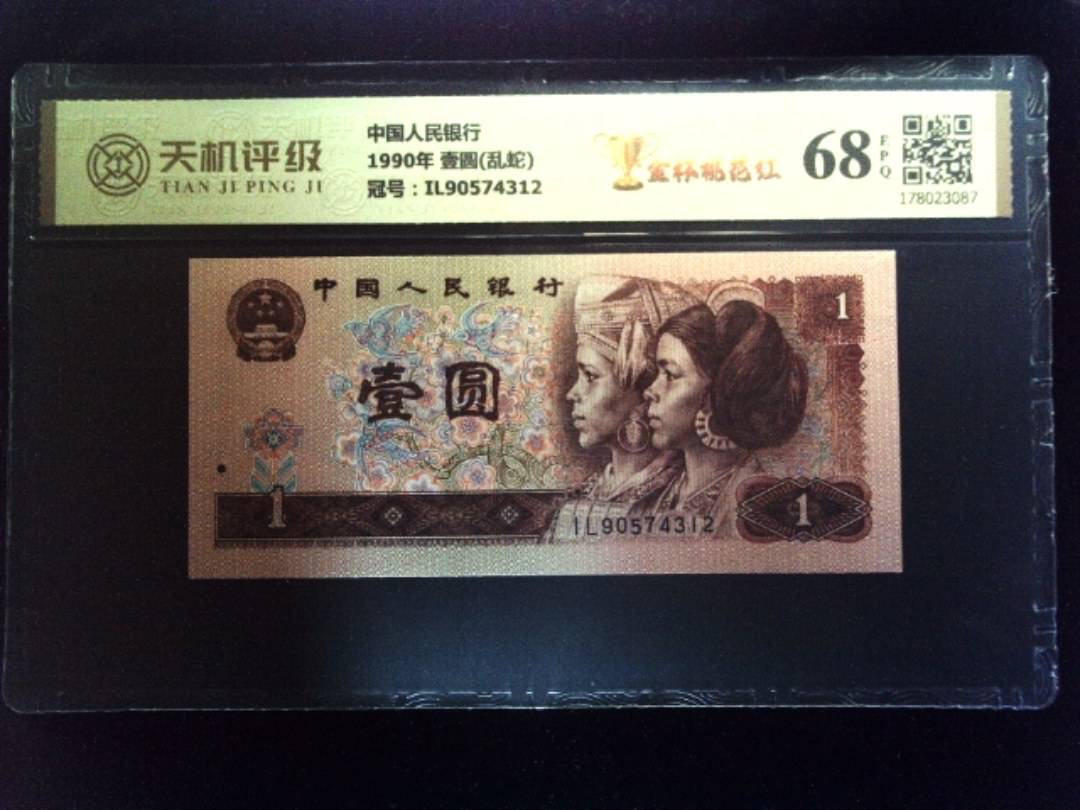 天机评级
TIAN JI PING JI
中国人民银行
1990年 壹圆(乱蛇)
冠号：IL90574312
金杯桃花红
68
EPQ
178023087
中国人民银行
壹圆
1
1
1
IL90574312